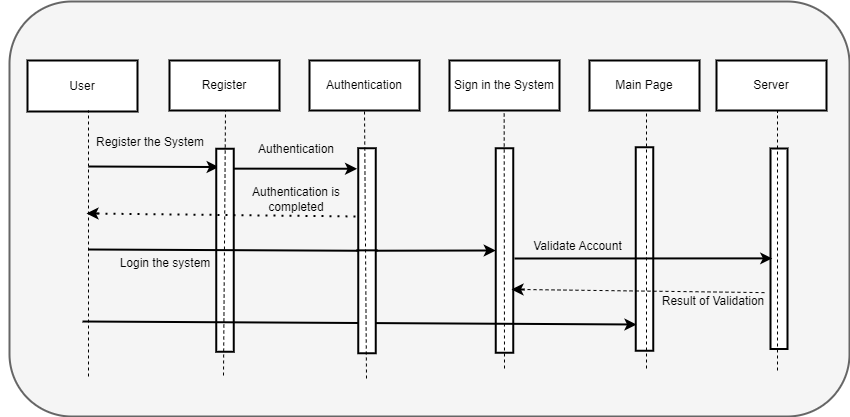 User
Register
Authentication
Sign in the System
Main Page
Server
Register the System
Authentication
Authentication is
completed
Login the system
Validate Account
Result of Validation